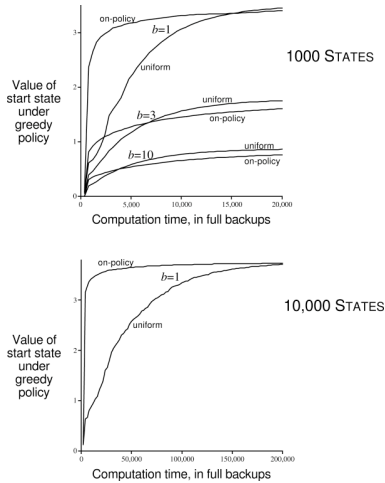 on-policy
b=1
3
1000 STATES
Value of
start state
under
greedy
policy
uniform
2
uniform
b=3
on-policy
1
uniform
b=10
on-policy
0
0
5,000
10,000
15,000
20,000
Computation time, in full backups
on-policy
b=1
10,000 STATES
3
Value of
start state
under
greedy
policy
uniform
2
1
0
0
50,000
100,000
150,000
200,000
Computation time, in full backups